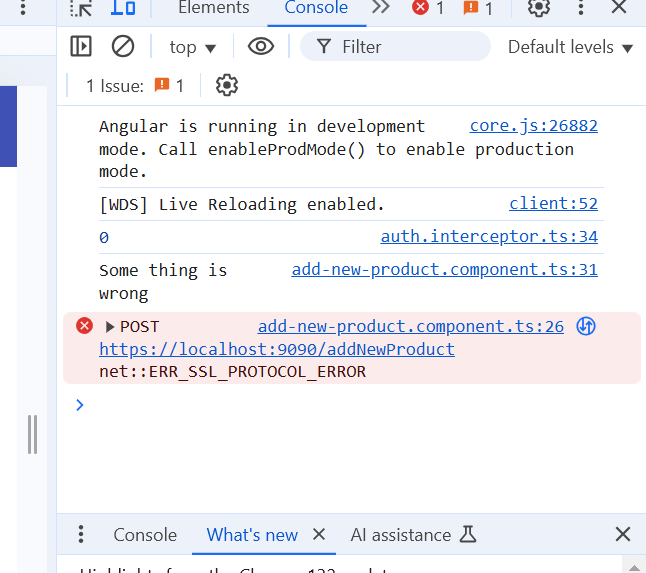 Elements Console 1 1
top Filter Default levels
1 Issue: 1
Angular is running in development core.js:26882
mode. Call enableProdMode() to enable production
mode.
[WDS] Live Reloading enabled. client:52
0 auth.interceptor.ts:34
Some thing is add-new-product.component.ts:31
wrong
POST add-new-product.component.ts:26
https://localhost:9090/addNewProduct
net::ERR_SSL_PROTOCOL_ERROR
Console What's new AI assistance